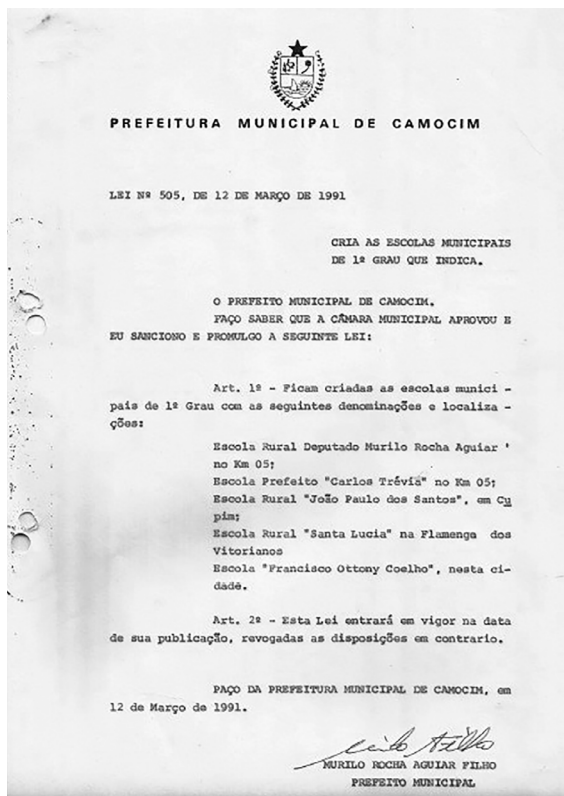 PREFEITURA MUNICIPAL DE CAMOCIM
LEI Nº 505, DE 12 DE MARÇO DE 1991
CRIA AS ESCOLAS MUNICIPAIS
DE 1º GRAU QUE INDICA.
O PREFEITO MUNICIPAL DE CAMOCIM.
FAÇO SABER QUE A CÂMARA MUNICIPAL APROVOU E
EU SANCIONO E PROMULGO A SEGUINTE LEI:
Art. 1º - Ficam criadas as escolas munici -
pais de 1º Grau com as seguintes denominações e localiza -
ções:
Escola Rural Deputado Murilo Rocha Aguiar '
no Km 05;
Escola Prefeito "Carlos Trévia" no Km 05;
Escola Rural "João Paulo dos Santos", em Cu
pim;
Escola Rural "Santa Lucia" na Flamenga dos
Vitorianos
Escola "Francisco Ottony Coelho", nesta ci-
dade.
Art. 2º - Esta Lei entrará em vigor na data
de sua publicação, revogadas as disposições em contrario.
PAÇO DA PREFEITURA MUNICIPAL DE CAMOCIM, em
12 de Março de 1991.
MURILO ROCHA AGUIAR FILHO
PREFEITO MUNICIPAL